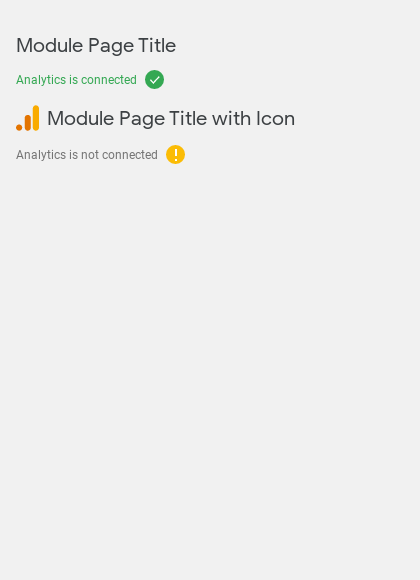 Module Page Title
Analytics is connected
Module Page Title with Icon
Analytics is not connected